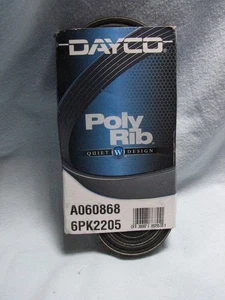 DAYCO
Poly
Rib
QUIET W DESIGN
A060868
6PK2205